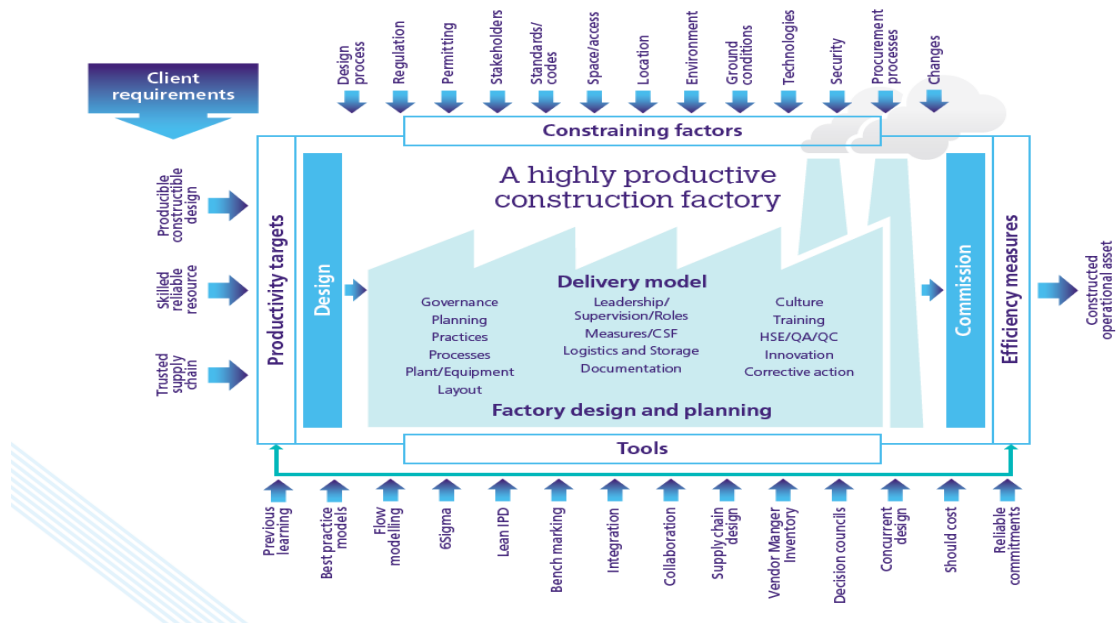 Client
requirements
Design
process
Regulation
Permitting
Stakeholders
Standards/
codes
Space/access
Location
Environment
Ground
conditions
Technologies
Security
Procurement
processes
Changes
Constraining factors
A highly productive
construction factory
Producible
constructible
design
Skilled
reliable
resource
Trusted
supply
chain
Productivity targets
Design
Delivery model
Governance
Planning
Practices
Processes
Plant/Equipment
Layout
Leadership/
Supervision/Roles
Measures/CSF
Logistics and Storage
Documentation
Culture
Training
HSE/QA/QC
Innovation
Corrective action
Factory design and planning
Commission
Efficiency measures
Constructed
operational asset
Tools
Previous
learning
Best practice
models
Flow
modelling
6Sigma
Lean IPD
Bench marking
Integration
Collaboration
Supply chain
design
Vendor Manger
Inventory
Decision councils
Concurrent
design
Should cost
Reliable
commitments